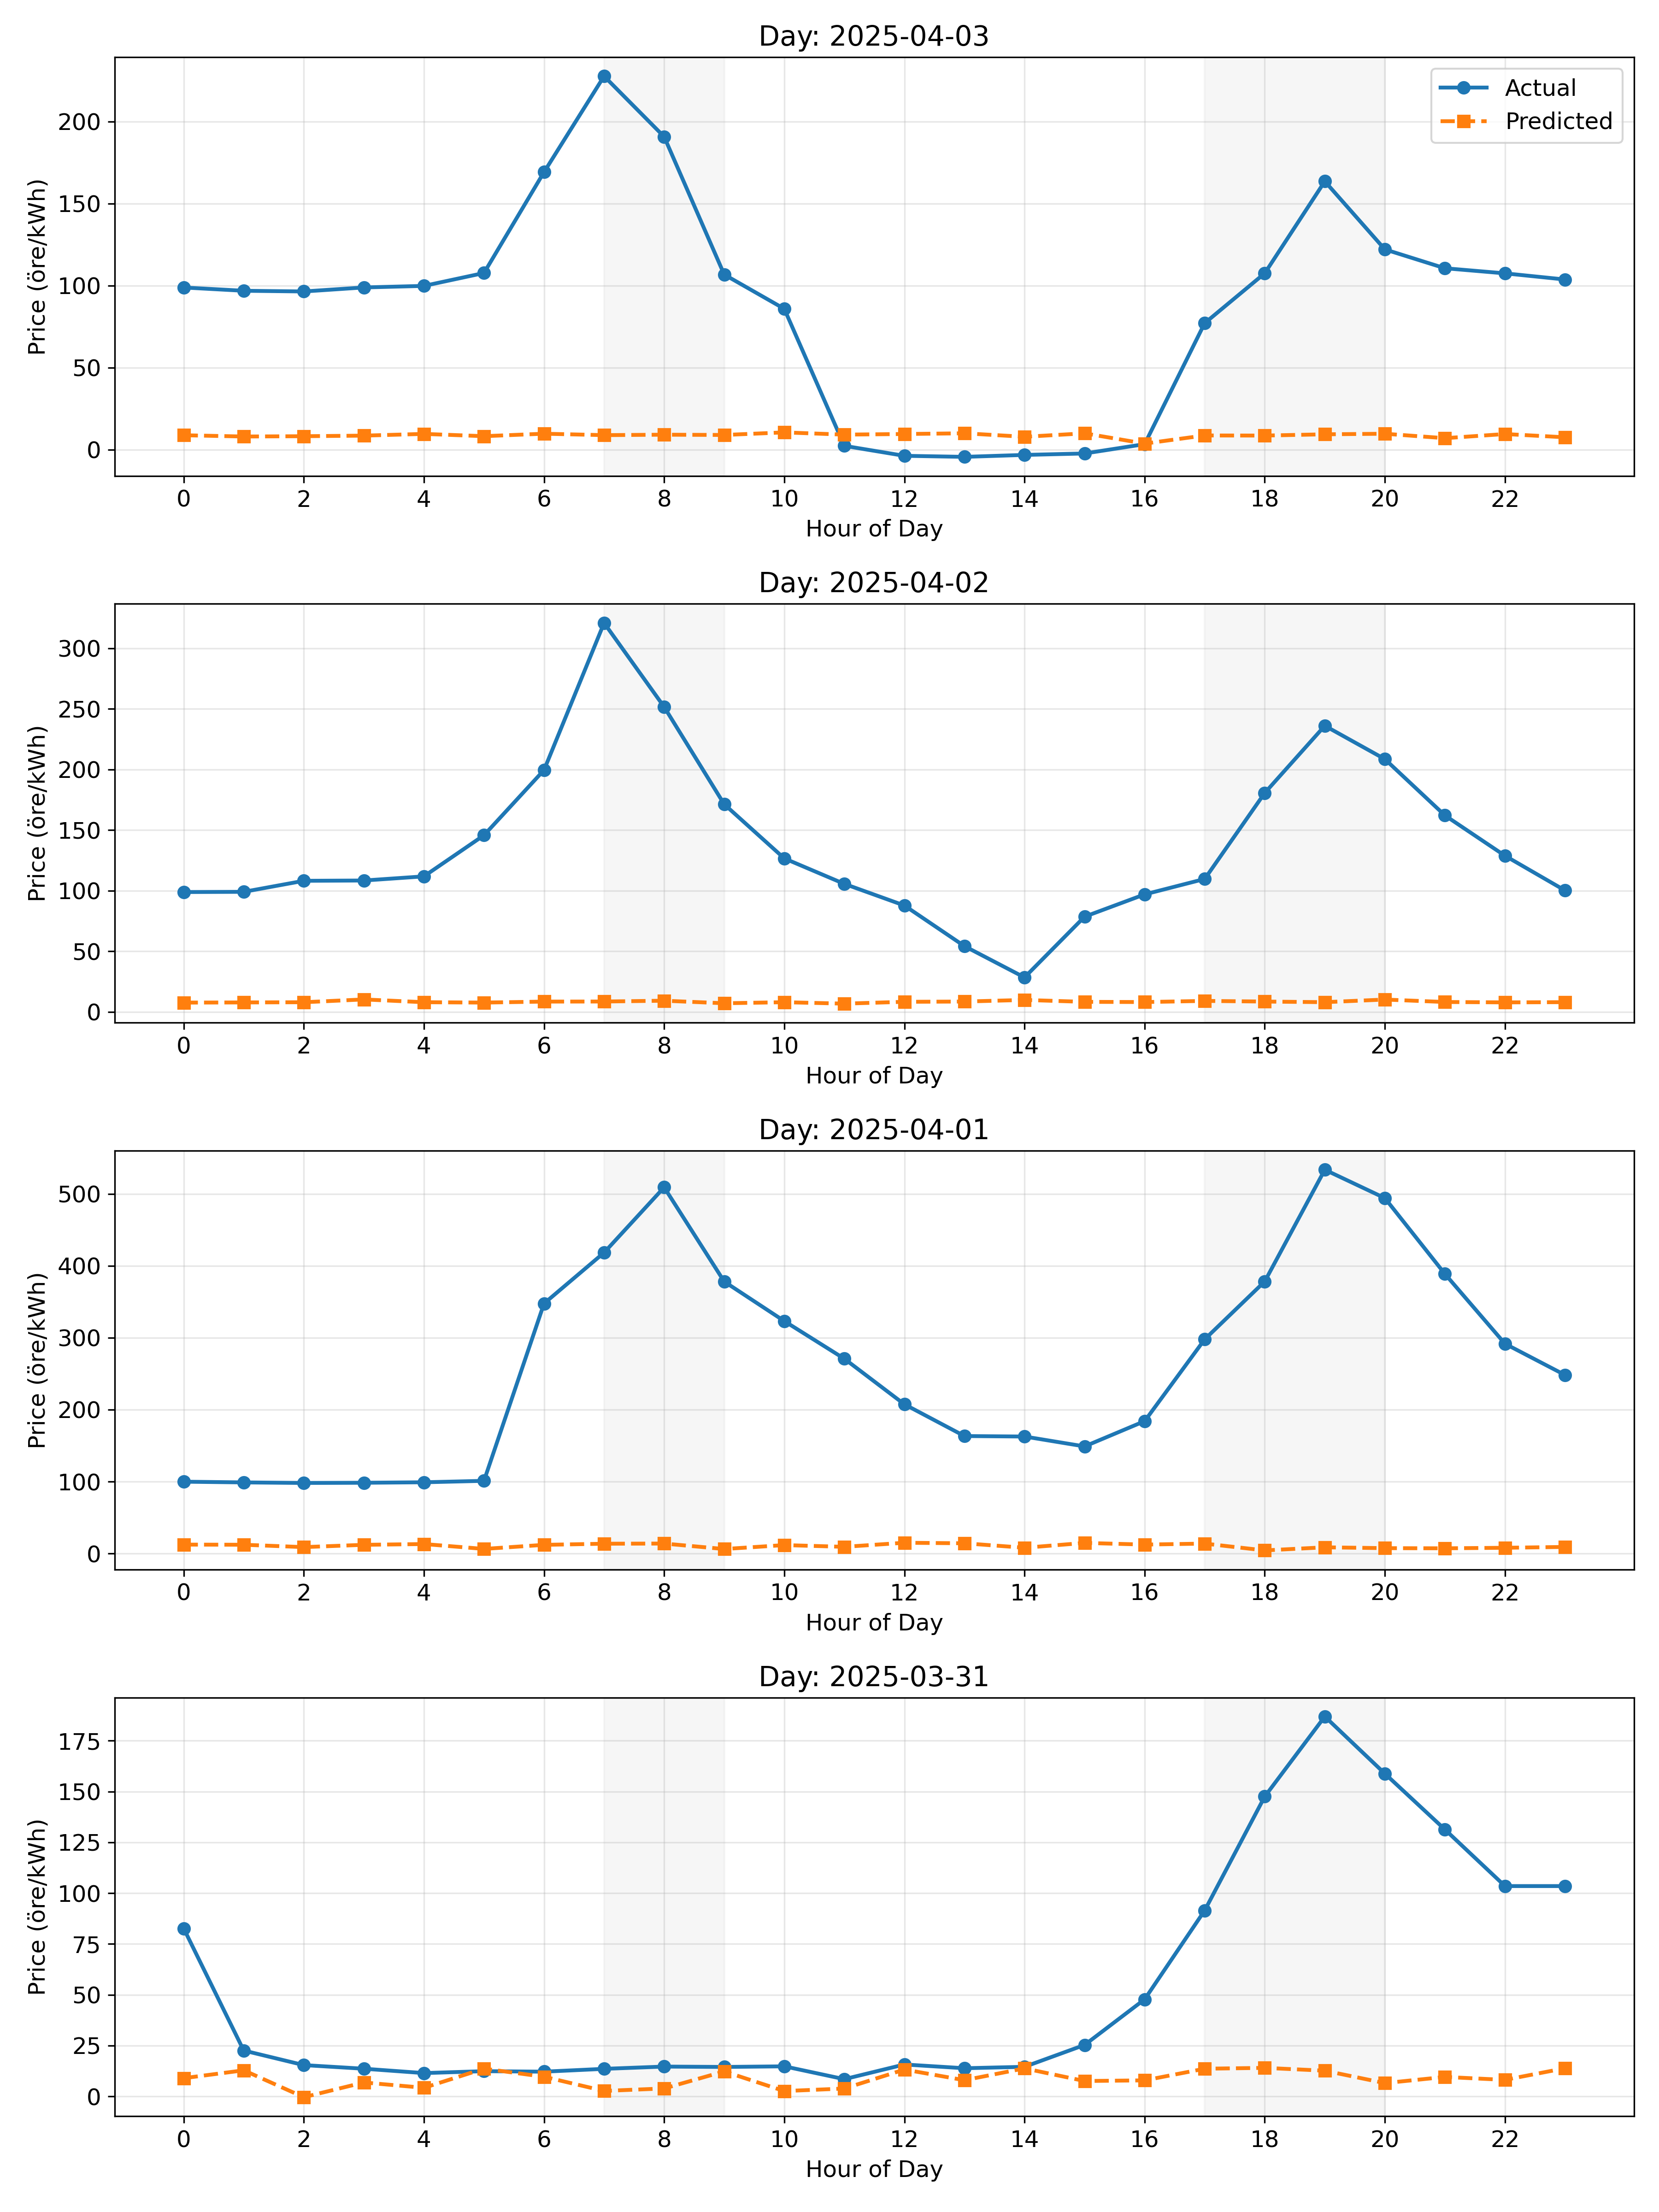 Day: 2025-04-03
Actual
Predicted
Price (öre/kWh)
200
150
100
50
0
0 2 4 6 8 10 12 14 16 18 20 22
Hour of Day
Day: 2025-04-02
Price (öre/kWh)
300
250
200
150
100
50
0
0 2 4 6 8 10 12 14 16 18 20 22
Hour of Day
Day: 2025-04-01
Price (öre/kWh)
500
400
300
200
100
0
0 2 4 6 8 10 12 14 16 18 20 22
Hour of Day
Day: 2025-03-31
Price (öre/kWh)
175
150
125
100
75
50
25
0
0 2 4 6 8 10 12 14 16 18 20 22
Hour of Day